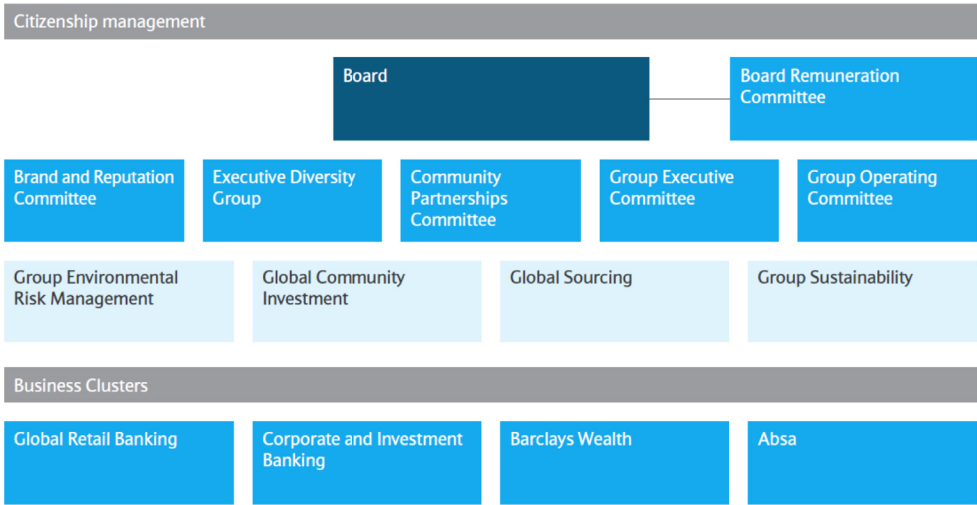 Citizenship management
Board
Board Remuneration
Committee
Brand and Reputation
Committee
Executive Diversity
Group
Community
Partnerships
Committee
Group Executive
Committee
Group Operating
Committee
Group Environmental
Risk Management
Global Community
Investment
Global Sourcing
Group Sustainability
Business Clusters
Global Retail Banking
Corporate and Investment
Banking
Barclays Wealth
Absa